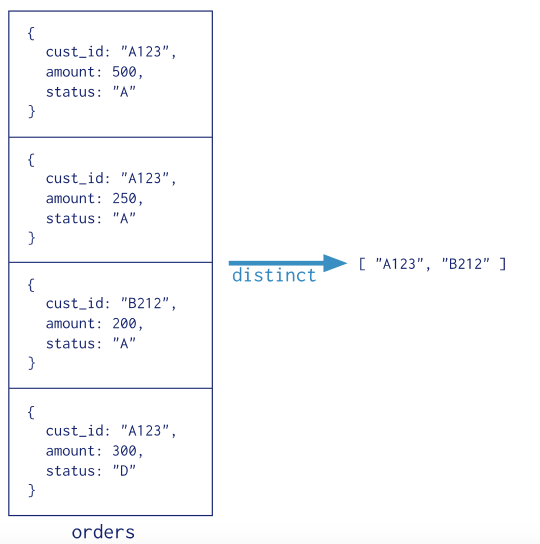 {
cust_id: "A123",
amount: 500,
status: "A"
}
{
cust_id: "A123",
amount: 250,
status: "A"
}
{
cust_id: "B212",
amount: 200,
status: "A"
}
{
cust_id: "A123",
amount: 300,
status: "D"
}
orders
distinct
[ "A123", "B212" ]